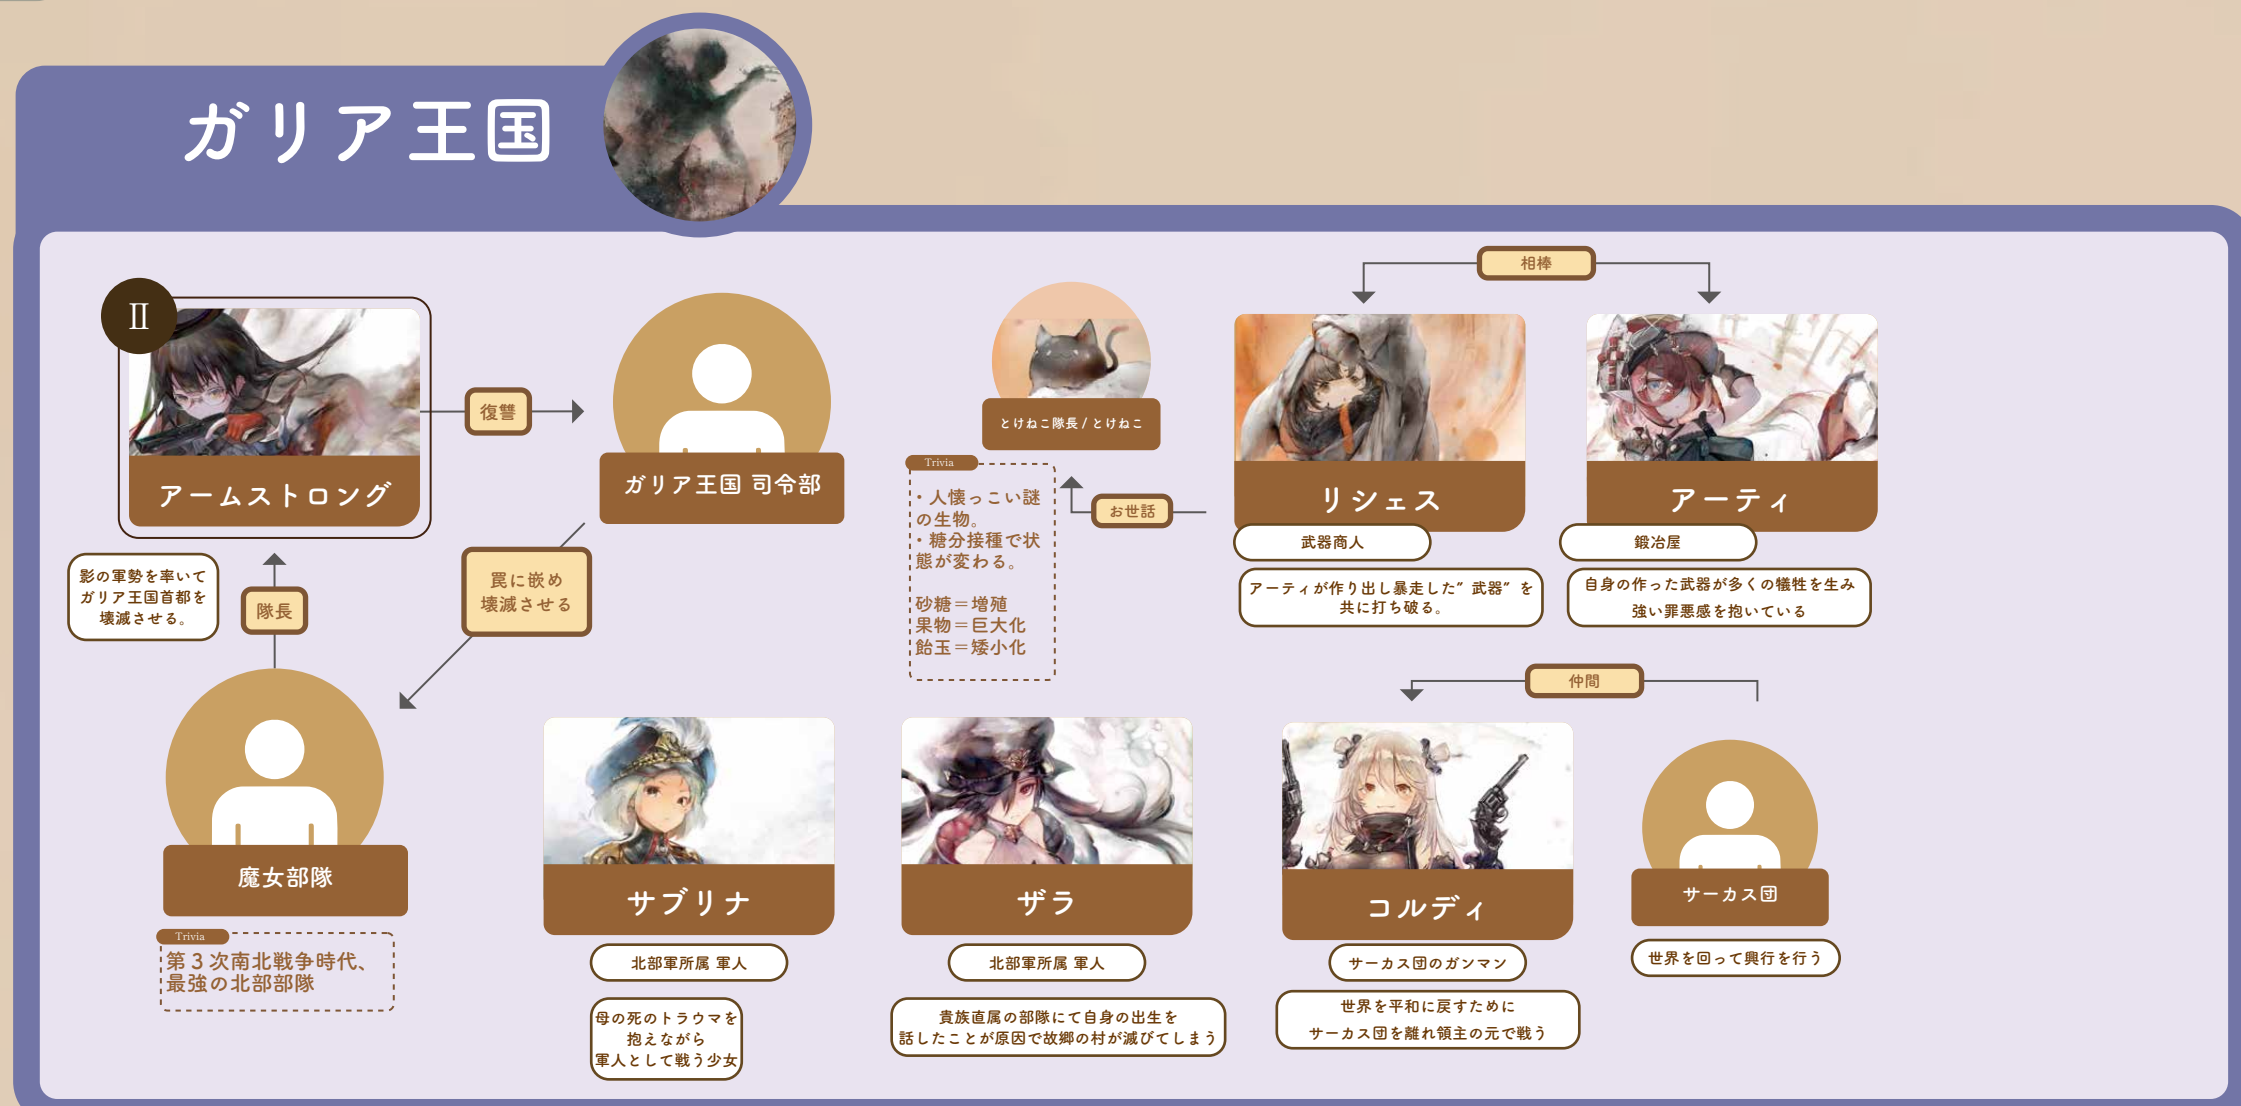 ガリア王国
相棒
Ⅱ
アームストロング
復讐
ガリア王国 司令部
とけねこ隊長 / とけねこ
Trivia
・人懐っこい謎
の生物。
・糖分接種で状
態が変わる。
砂糖＝増殖
果物＝巨大化
飴玉＝矮小化
お世話
リシェス
武器商人
アーティが作り出し暴走した”武器”を
共に打ち破る。
アーティ
鍛冶屋
自身の作った武器が多くの犠牲を生み
強い罪悪感を抱いている
影の軍勢を率いて
ガリア王国首都を
壊滅させる。
隊長
罠に嵌め
壊滅させる
魔女部隊
Trivia
第３次南北戦争時代、
最強の北部部隊
サブリナ
北部軍所属 軍人
母の死のトラウマを
抱えながら
軍人として戦う少女
ザラ
北部軍所属 軍人
貴族直属の部隊にて自身の出生を
話したことが原因で故郷の村が滅びてしまう
仲間
コルディ
サーカス団のガンマン
世界を平和に戻すために
サーカス団を離れ領主の元で戦う
サーカス団
世界を回って興行を行う